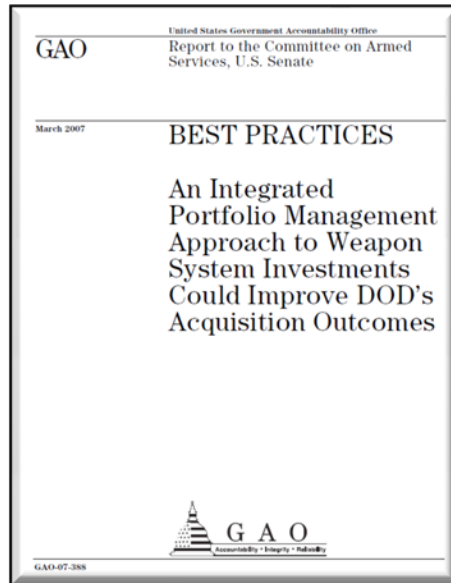 United States Government Accountability Office
GAO
Report to the Committee on Armed
Services, U.S. Senate
March 2007
BEST PRACTICES
An Integrated
Portfolio Management
Approach to Weapon
System Investments
Could Improve DOD's
Acquisition Outcomes
GAO
Accountability * Integrity * Reliability
GAO-07-388